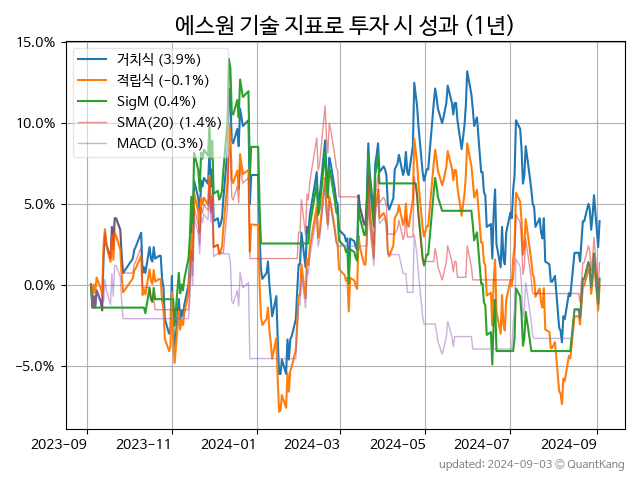 에스원 기술 지표로 투자 시 성과 (1년)
15.0%
10.0%
5.0%
0.0%
−5.0%
거치식 (3.9%)
적립식 (−0.1%)
SigM (0.4%)
SMA(20) (1.4%)
MACD (0.3%)
2023−09 2023−11 2024−01 2024−03 2024−05 2024−07 2024−09
updated: 2024−09−03 ⓒ QuantKang